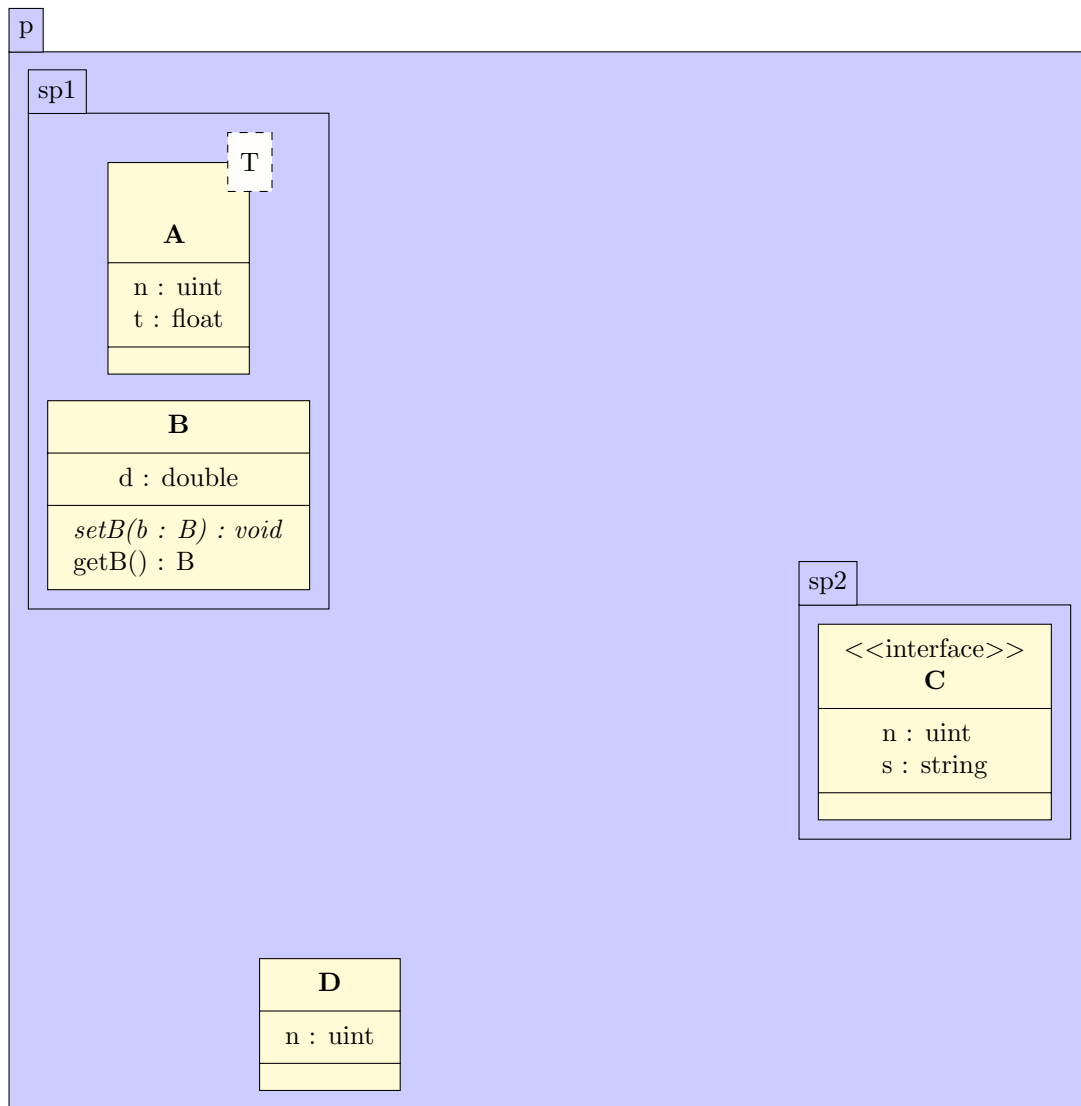 p
sp1
T
A
n : uint
t : float
B
d : double
setB(b : B) : void
getB() : B
sp2
<<interface>>
C
n : uint
s : string
D
n : uint